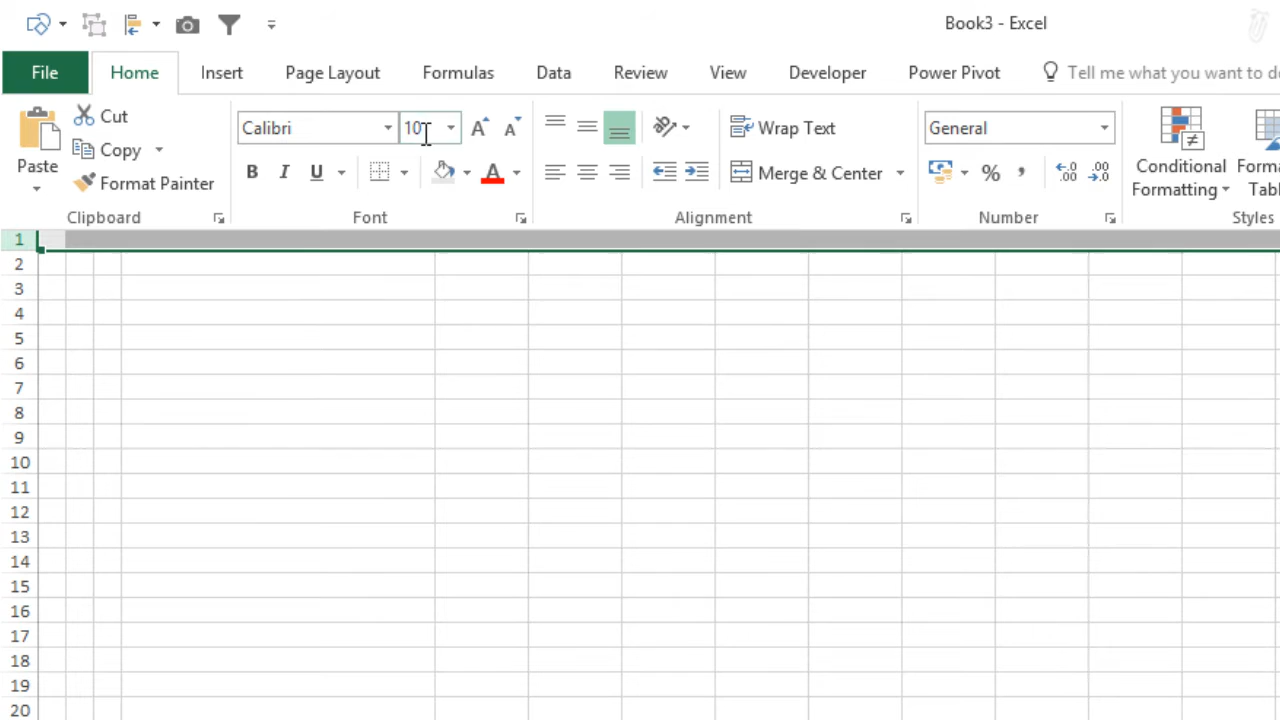 Book3 - Excel
File Home Insert Page Layout Formulas Data Review View Developer Power Pivot Tell me what you want to do
Paste
Cut
Copy
Format Painter
Clipboard
Calibri 10
B I U
Font
Wrap Text
Merge & Center
Alignment
General
%
Number
Conditional
Formatting
Styles
1
2
3
4
5
6
7
8
9
10
11
12
13
14
15
16
17
18
19
20